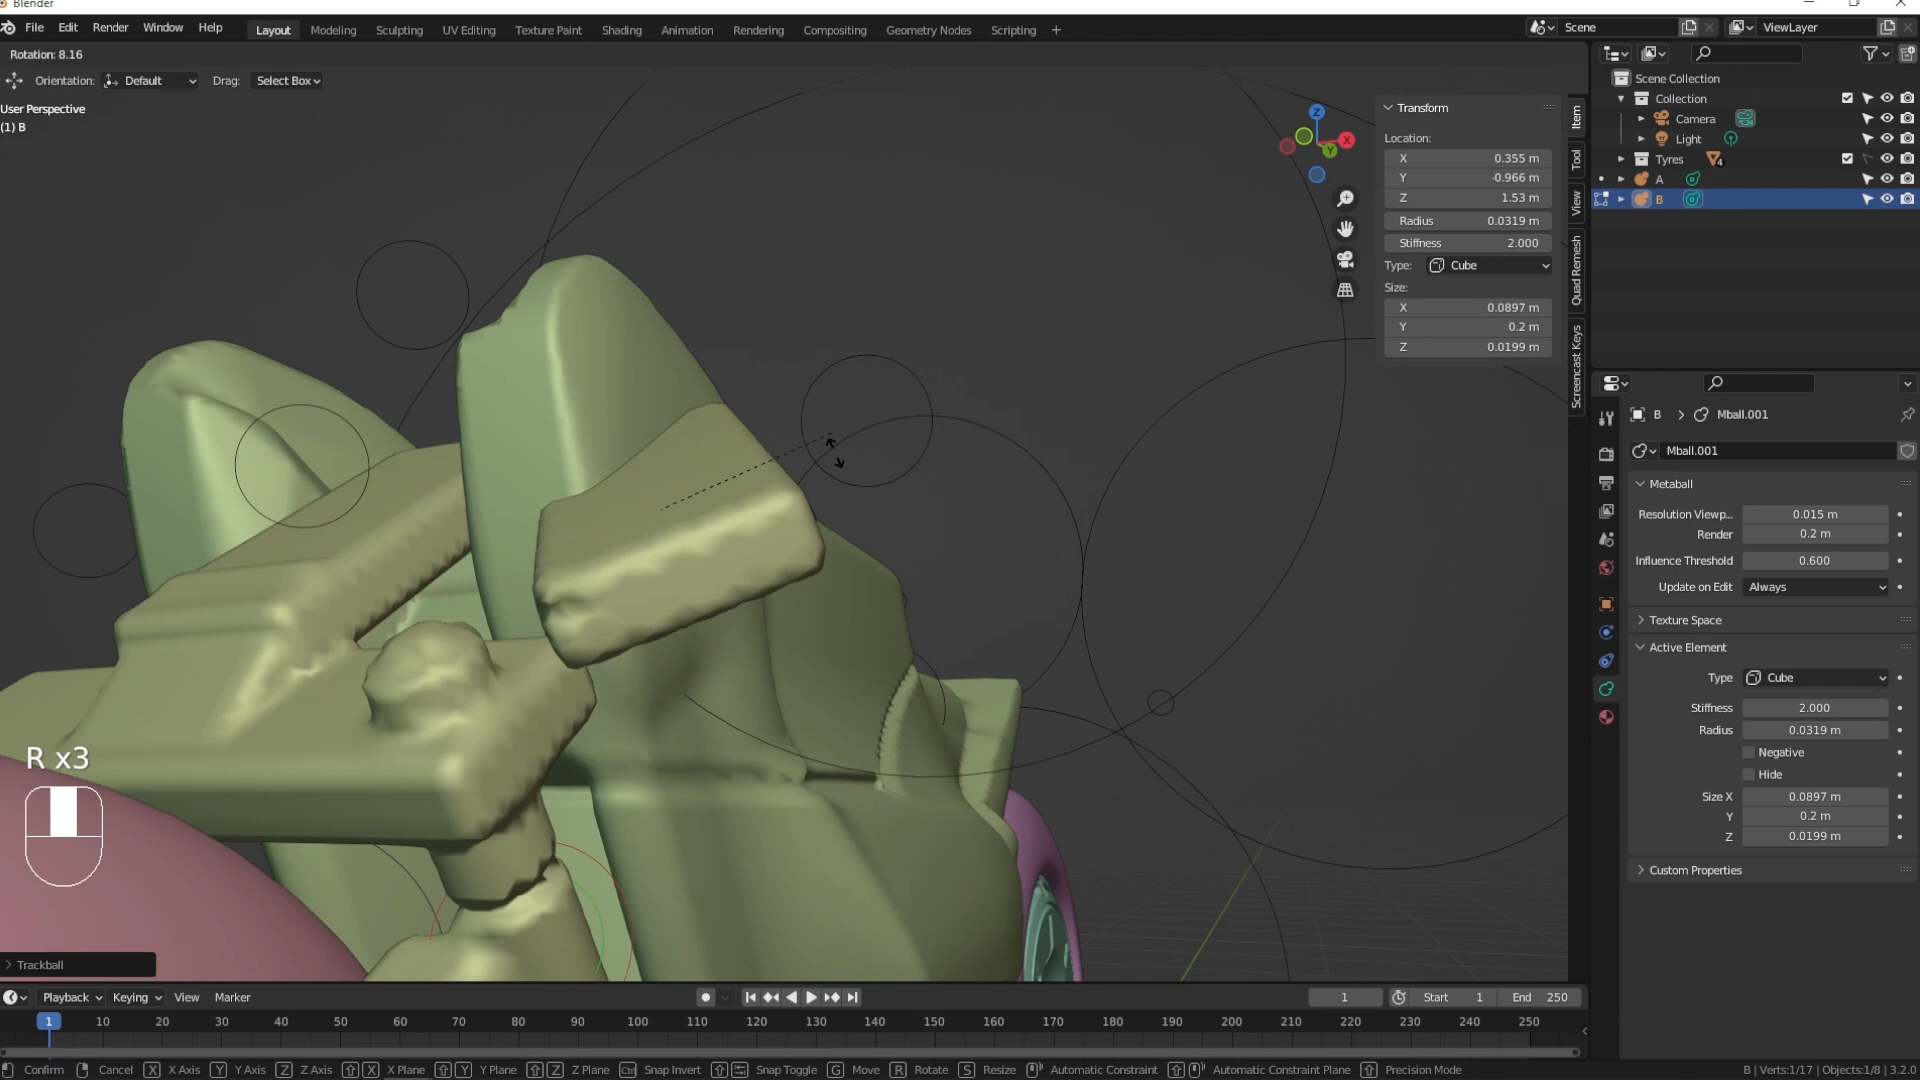 Blender
File Edit Render Window Help Layout Modeling Sculpting UV Editing Texture Paint Shading Animation Rendering Compositing Geometry Nodes Scripting + Scene ViewLayer
Rotation: 8.16
Orientation: Default Drag: Select Box
User Perspective
(1) B
Z
X
Y
Transform
Location:
X 0.355 m
Y -0.966 m
Z 1.53 m
Radius 0.0319 m
Stiffness 2.000
Type: Cube
Size:
X 0.0897 m
Y 0.2 m
Z 0.0199 m
Item
Tool
View
Quad Remesh
Screencast Keys
Scene Collection
Collection
Camera
Light
Tyres 4
A
B
B > Mball.001
Mball.001
Metaball
Resolution Viewp... 0.015 m
Render 0.2 m
Influence Threshold 0.600
Update on Edit Always
Texture Space
Active Element
Type Cube
Stiffness 2.000
Radius 0.0319 m
Negative
Hide
Size X 0.0897 m
Y 0.2 m
Z 0.0199 m
Custom Properties
R x3
Trackball
Playback Keying View Marker 1 Start 1 End 250
1 10 20 30 40 50 60 70 80 90 100 110 120 130 140 150 160 170 180 190 200 210 220 230 240 250
Confirm Cancel X X Axis Y Y Axis Z Z Axis X X Plane Y Y Plane Z Z Plane Ctrl Snap Invert Snap Toggle G Move R Rotate S Resize Automatic Constraint Automatic Constraint Plane Precision Mode B | Verts:1/17 | Objects:1/8 | 3.2.0